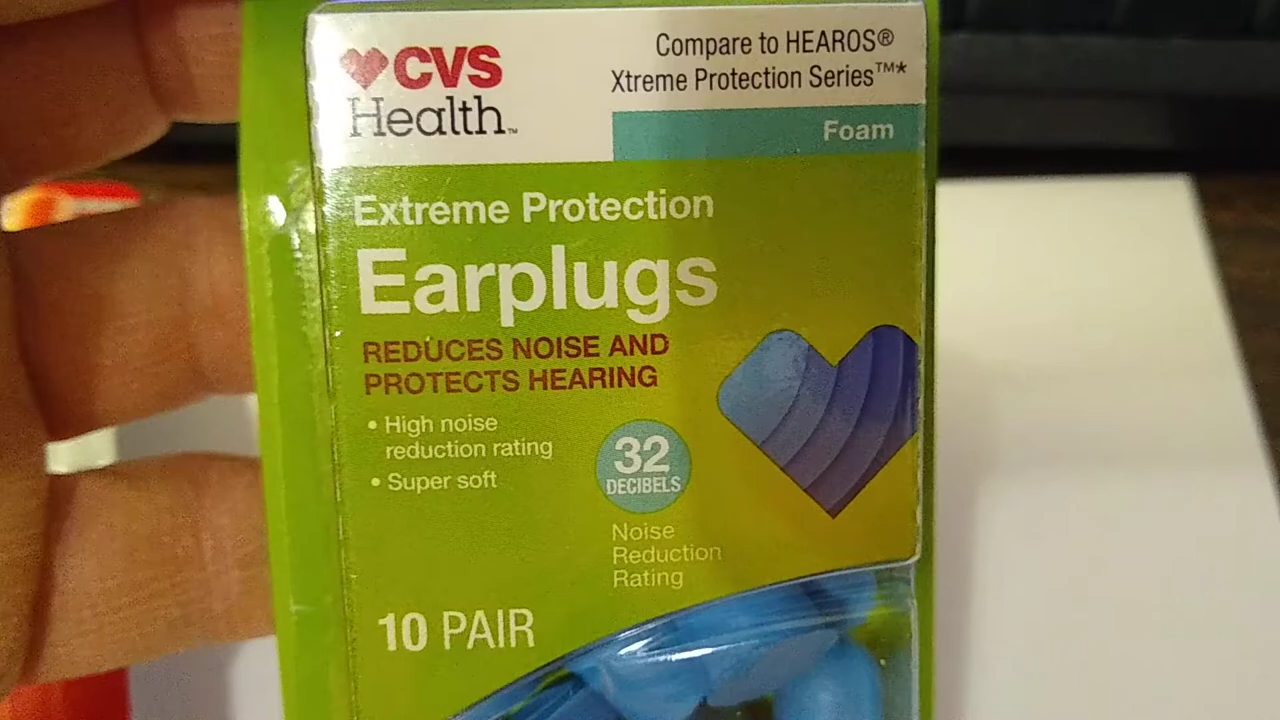 CVS
Health™
Compare to HEAROS®
Xtreme Protection Series™*
Foam
Extreme Protection
Earplugs
REDUCES NOISE AND
PROTECTS HEARING
• High noise
reduction rating
• Super soft
32
DECIBELS
Noise
Reduction
Rating
10 PAIR